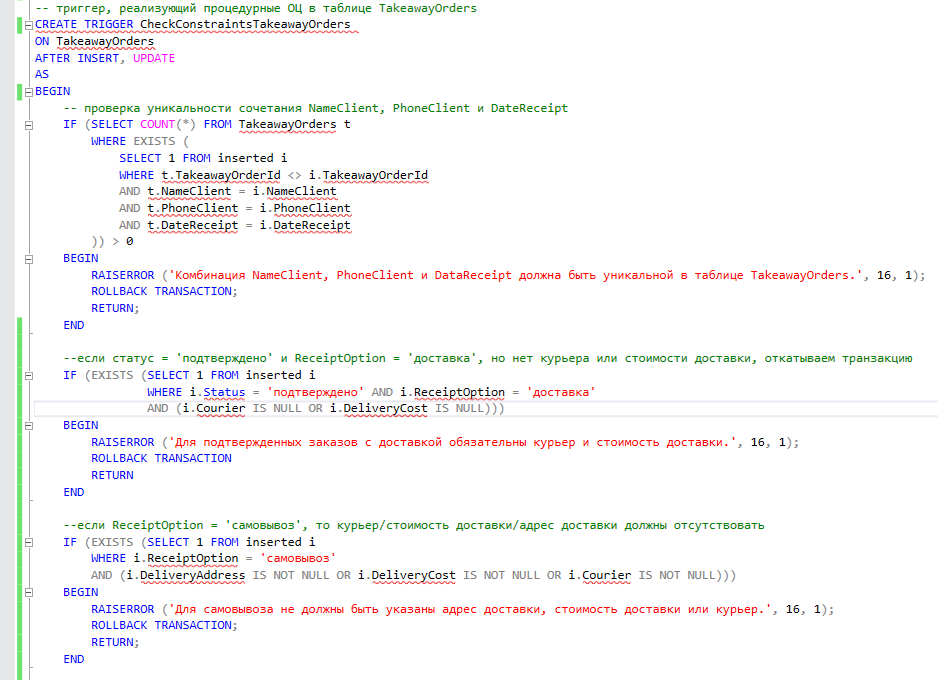 -- триггер, реализующий процедурные ОЦ в таблице TakeawayOrders
CREATE TRIGGER CheckConstraintsTakeawayOrders
ON TakeawayOrders
AFTER INSERT, UPDATE
AS
BEGIN
-- проверка уникальности сочетания NameClient, PhoneClient и DateReceipt
IF (SELECT COUNT(*) FROM TakeawayOrders t
WHERE EXISTS (
SELECT 1 FROM inserted i
WHERE t.TakeawayOrderId <> i.TakeawayOrderId
AND t.NameClient = i.NameClient
AND t.PhoneClient = i.PhoneClient
AND t.DateReceipt = i.DateReceipt
)) > 0
BEGIN
RAISERROR ('Комбинация NameClient, PhoneClient и DataReceipt должна быть уникальной в таблице TakeawayOrders.', 16, 1);
ROLLBACK TRANSACTION;
RETURN;
END
--если статус = 'подтверждено' и ReceiptOption = 'доставка', но нет курьера или стоимости доставки, откатываем транзакцию
IF (EXISTS (SELECT 1 FROM inserted i
WHERE i.Status = 'подтверждено' AND i.ReceiptOption = 'доставка'
AND (i.Courier IS NULL OR i.DeliveryCost IS NULL)))
BEGIN
RAISERROR ('Для подтвержденных заказов с доставкой обязательны курьер и стоимость доставки.', 16, 1);
ROLLBACK TRANSACTION
RETURN
END
--если ReceiptOption = 'самовывоз', то курьер/стоимость доставки/адрес доставки должны отсутствовать
IF (EXISTS (SELECT 1 FROM inserted i
WHERE i.ReceiptOption = 'самовывоз'
AND (i.DeliveryAddress IS NOT NULL OR i.DeliveryCost IS NOT NULL OR i.Courier IS NOT NULL)))
BEGIN
RAISERROR ('Для самовывоза не должны быть указаны адрес доставки, стоимость доставки или курьер.', 16, 1);
ROLLBACK TRANSACTION;
RETURN;
END